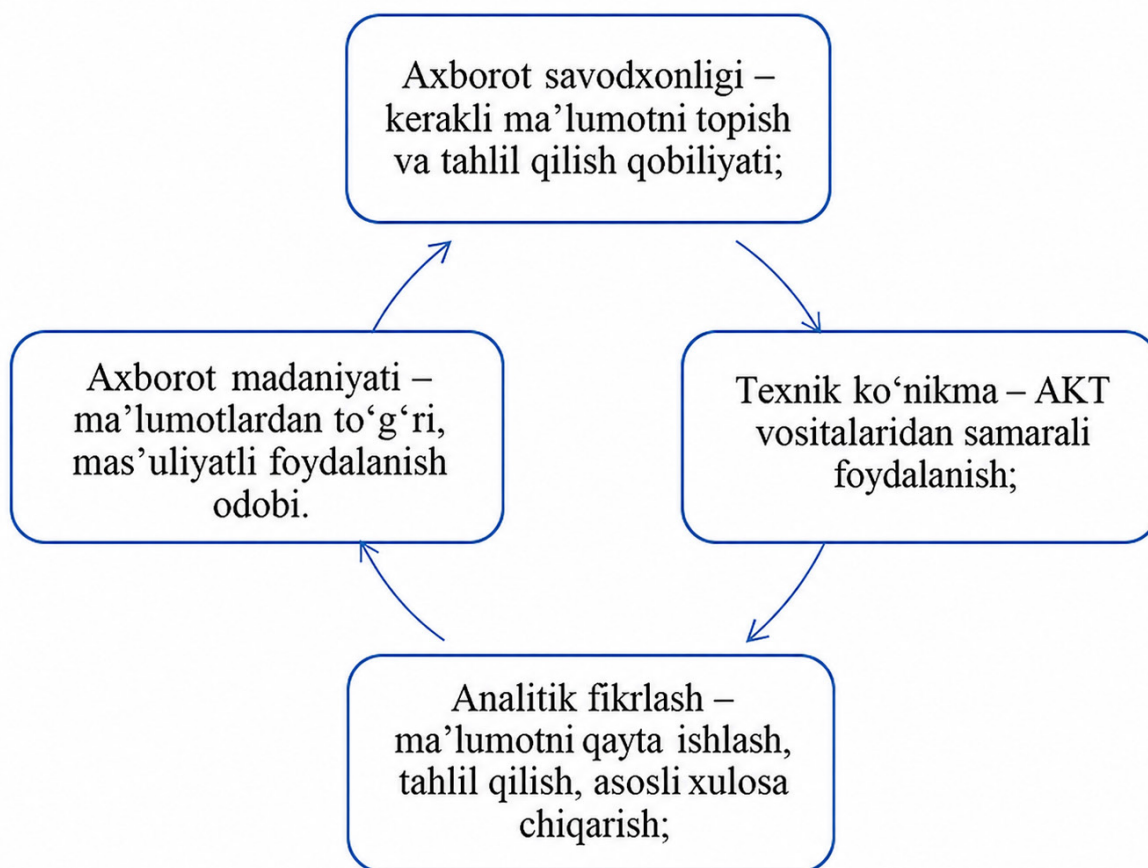 Axborot savodxonligi –
kerakli ma’lumotni topish
va tahlil qilish qobiliyati;
Texnik ko‘nikma – AKT
vositalaridan samarali
foydalanish;
Analitik fikrlash –
ma’lumotni qayta ishlash,
tahlil qilish, asosli xulosa
chiqarish;
Axborot madaniyati –
ma’lumotlardan to‘g‘ri,
mas’uliyatli foydalanish
odobi.